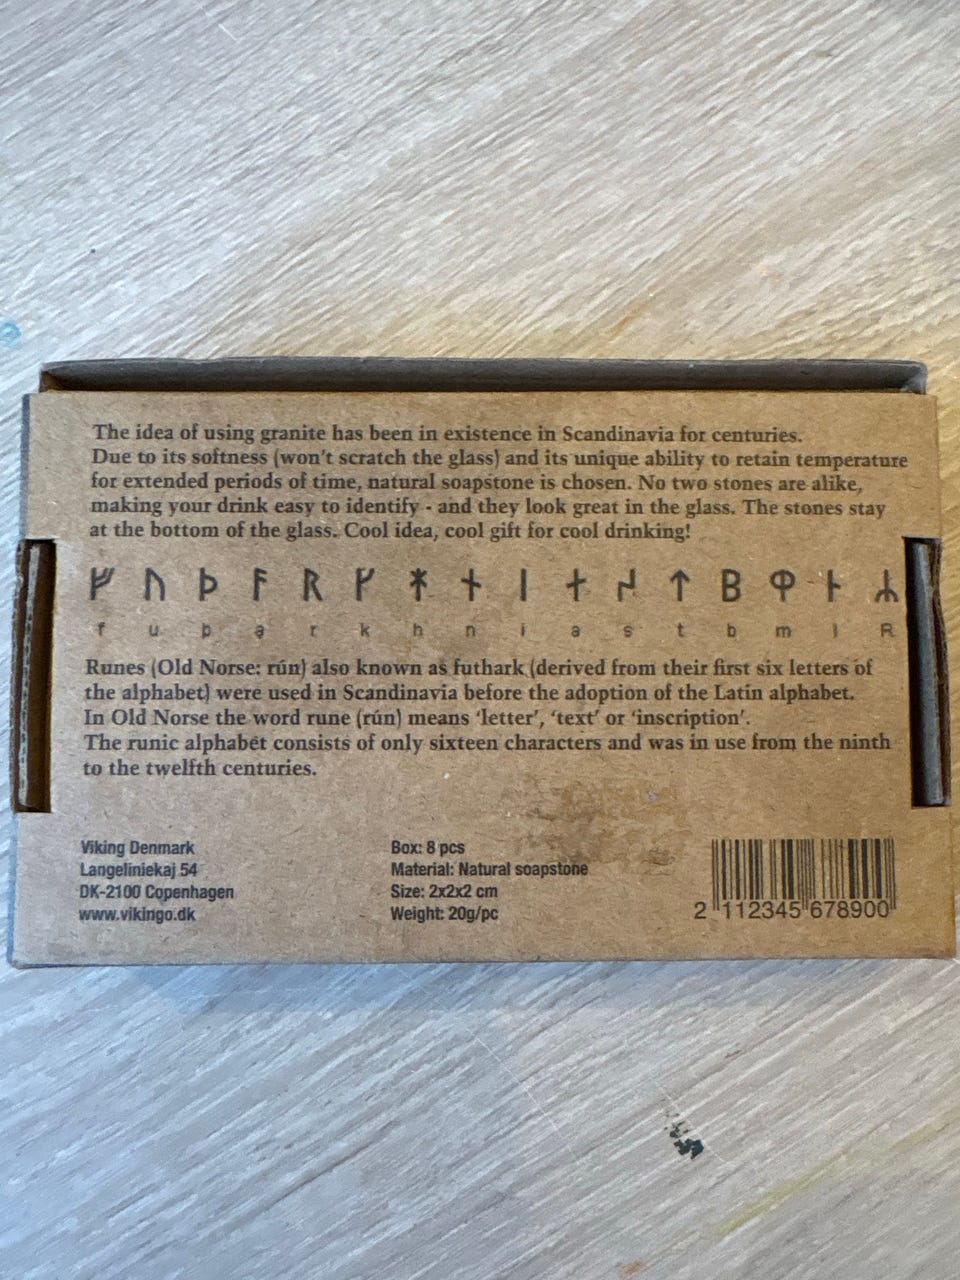 The idea of using granite has been in existence in Scandinavia for centuries.
Due to its softness (won't scratch the glass) and its unique ability to retain temperature
for extended periods of time, natural soapstone is chosen. No two stones are alike,
making your drink easy to identify - and they look great in the glass. The stones stay
at the bottom of the glass. Cool idea, cool gift for cool drinking!
ᚠ ᚢ ᚦ ᚨ ᚱ ᚴ ᚼ ᚾ ᛁ ᛅ ᛋ ᛏ ᛒ ᛘ ᛚ ᛦ
f u þ ą r k h n i a s t b m l R
Runes (Old Norse: rún) also known as futhark (derived from their first six letters of
the alphabet) were used in Scandinavia before the adoption of the Latin alphabet.
In Old Norse the word rune (rún) means 'letter', 'text' or 'inscription'.
The runic alphabet consists of only sixteen characters and was in use from the ninth
to the twelfth centuries.
Viking Denmark
Langeliniekaj 54
DK-2100 Copenhagen
www.vikingo.dk
Box: 8 pcs
Material: Natural soapstone
Size: 2x2x2 cm
Weight: 20g/pc
2 112345 678900